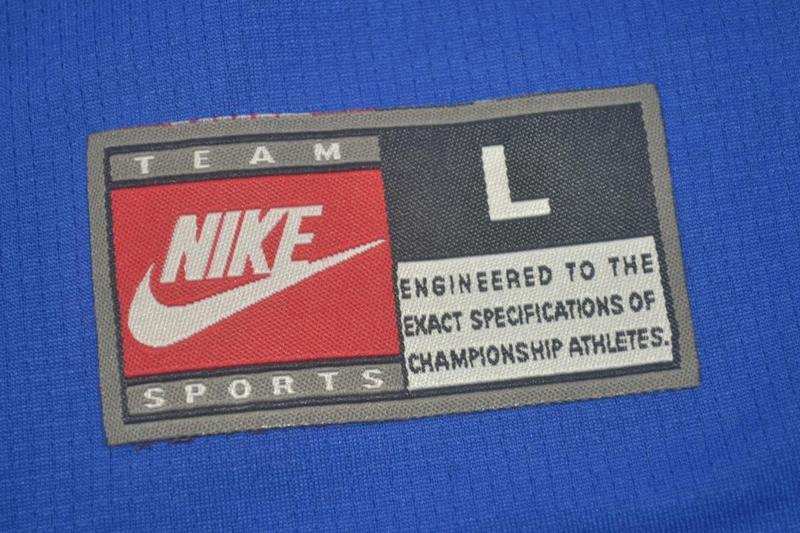 TEAM
NIKE
SPORTS
L
ENGINEERED TO THE
EXACT SPECIFICATIONS OF
CHAMPIONSHIP ATHLETES.